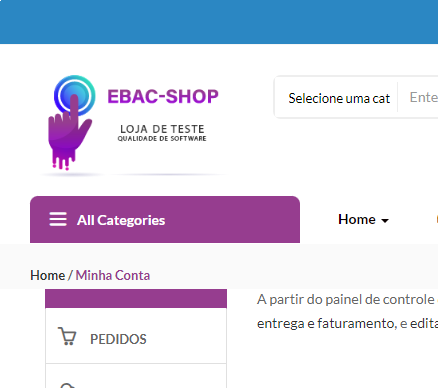 EBAC-SHOP
LOJA DE TESTE
QUALIDADE DE SOFTWARE
Selecione uma cat
Ente
All Categories
Home
Home / Minha Conta
A partir do painel de controle
entrega e faturamento, e edita
PEDIDOS